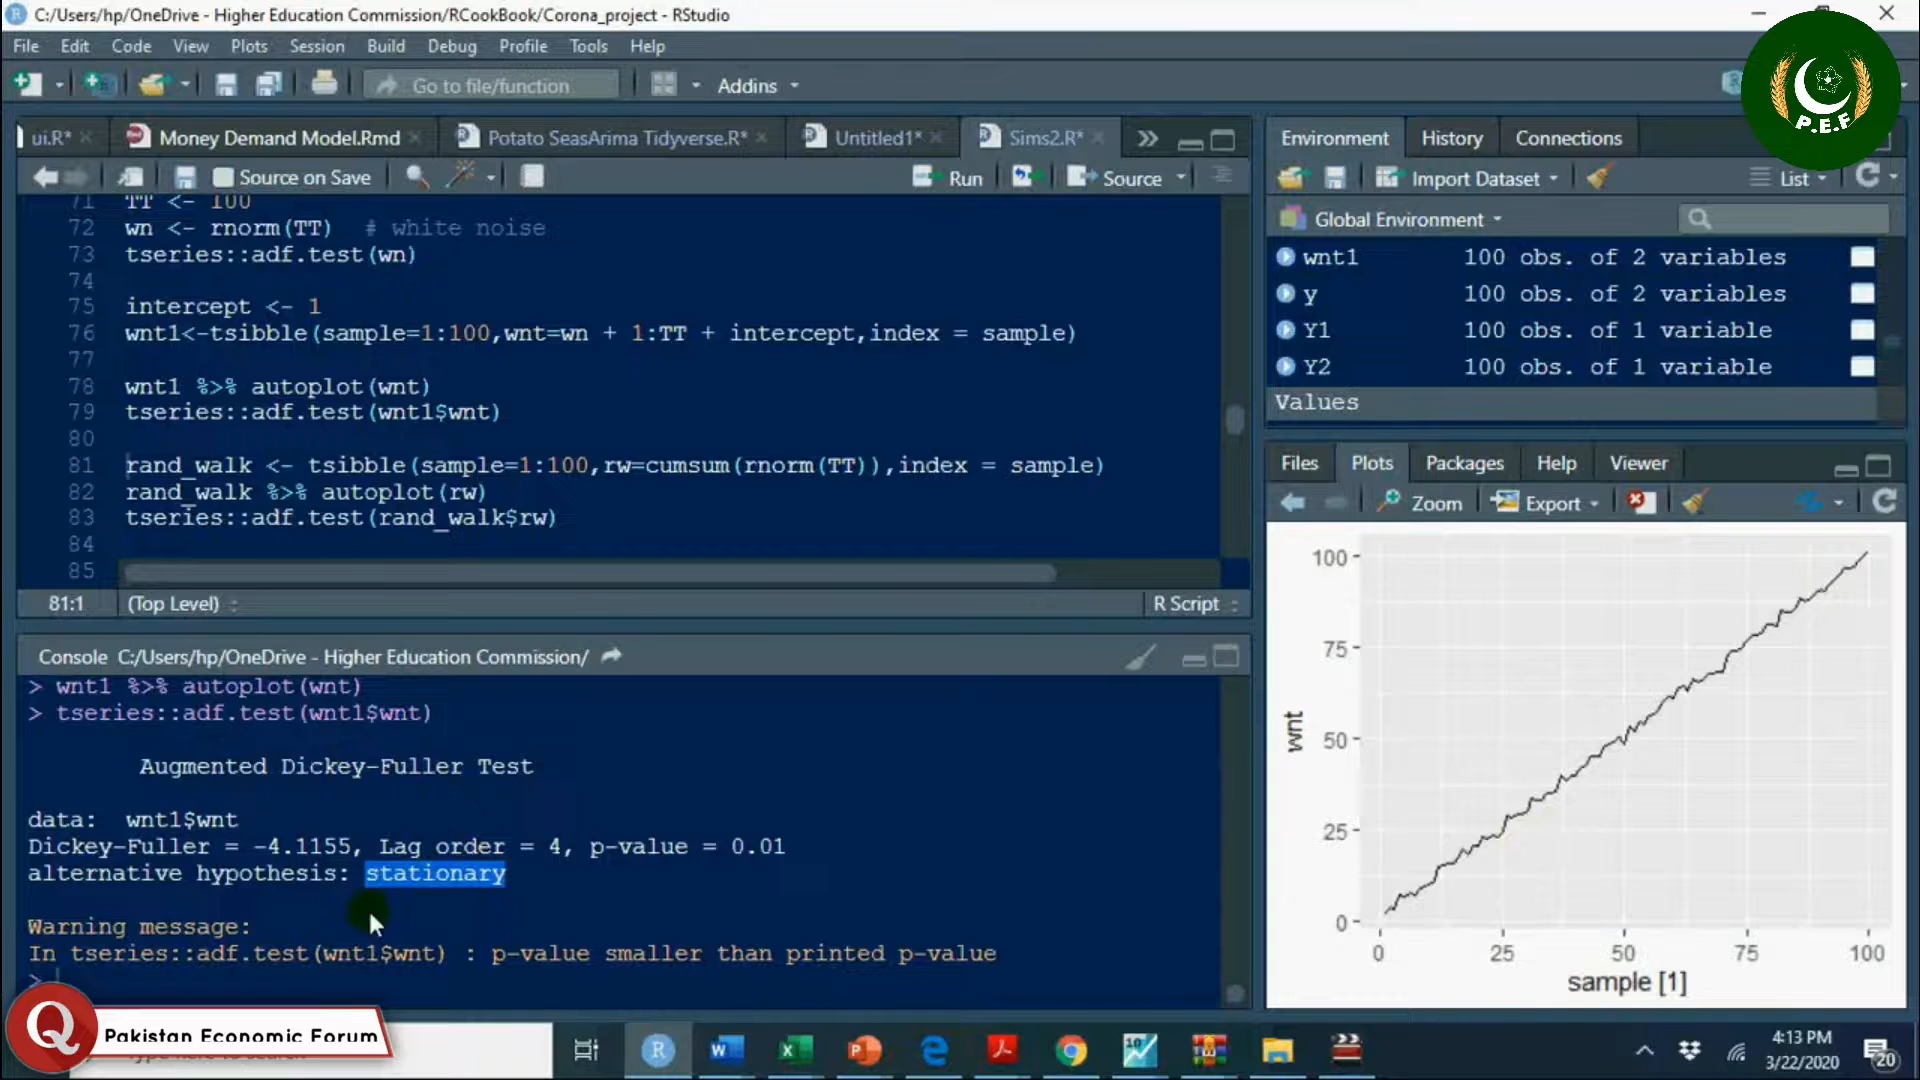 C:/Users/hp/OneDrive - Higher Education Commission/RCookBook/Corona_project - RStudio
File Edit Code View Plots Session Build Debug Profile Tools Help
Go to file/function Addins
P.E.F
ui.R* Money Demand Model.Rmd Potato SeasArima Tidyverse.R* Untitled1* Sims2.R*
Source on Save Run Source
71 TT <- 100
72 wn <- rnorm(TT) # white noise
73 tseries::adf.test(wn)
74
75 intercept <- 1
76 wnt1<-tsibble(sample=1:100,wnt=wn + 1:TT + intercept,index = sample)
77
78 wnt1 %>% autoplot(wnt)
79 tseries::adf.test(wnt1$wnt)
80
81 rand_walk <- tsibble(sample=1:100,rw=cumsum(rnorm(TT)),index = sample)
82 rand_walk %>% autoplot(rw)
83 tseries::adf.test(rand_walk$rw)
84
85
81:1 (Top Level) R Script
Console C:/Users/hp/OneDrive - Higher Education Commission/
> wnt1 %>% autoplot(wnt)
> tseries::adf.test(wnt1$wnt)
Augmented Dickey-Fuller Test
data: wnt1$wnt
Dickey-Fuller = -4.1155, Lag order = 4, p-value = 0.01
alternative hypothesis: stationary
Warning message:
In tseries::adf.test(wnt1$wnt) : p-value smaller than printed p-value
>
Environment History Connections
Import Dataset List
Global Environment
wnt1 100 obs. of 2 variables
y 100 obs. of 2 variables
Y1 100 obs. of 1 variable
Y2 100 obs. of 1 variable
Values
Files Plots Packages Help Viewer
Zoom Export
100
75
50
25
0
wnt
0 25 50 75 100
sample [1]
Q Pakistan Economic Forum
4:13 PM
3/22/2020
20